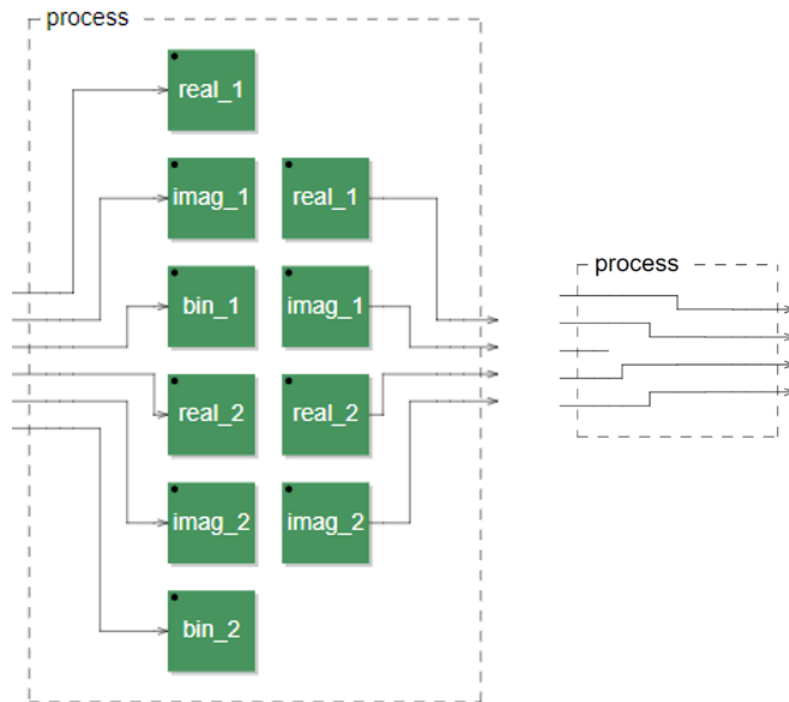 process
real_1
imag_1 real_1
process
bin_1 imag_1
real_2 real_2
imag_2 imag_2
bin_2